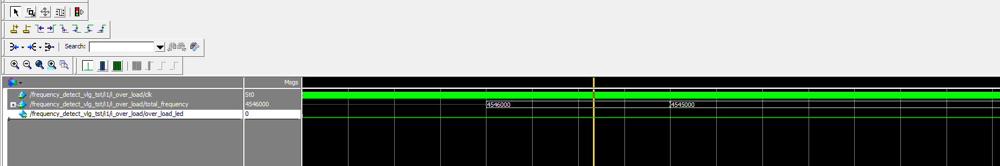 Search:
Msgs
/frequency_detect_vlg_tst/i1/i_over_load/clk St0
/frequency_detect_vlg_tst/i1/i_over_load/total_frequency 4546000 4546000 4545000
/frequency_detect_vlg_tst/i1/i_over_load/over_load_led 0